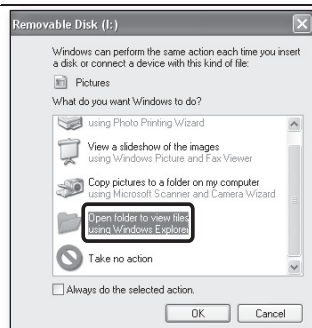 Removable Disk (I:)
Windows can perform the same action each time you insert
a disk or connect a device with this kind of file:
Pictures
What do you want Windows to do?
using Photo Printing Wizard
View a slideshow of the images
using Windows Picture and Fax Viewer
Copy pictures to a folder on my computer
using Microsoft Scanner and Camera Wizard
Open folder to view files
using Windows Explorer
Take no action
Always do the selected action.
OK
Cancel